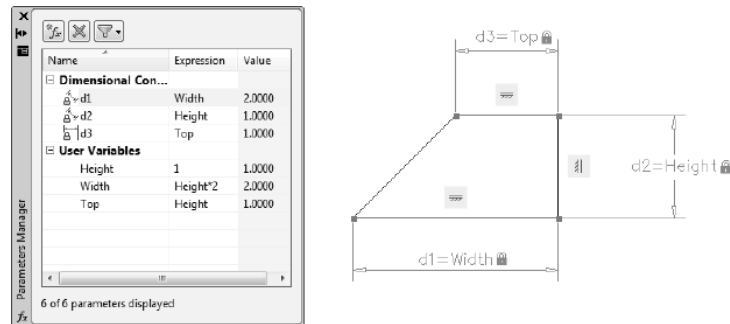 Name Expression Value
Dimensional Con...
d1 Width 2.0000
d2 Height 1.0000
d3 Top 1.0000
User Variables
Height 1 1.0000
Width Height*2 2.0000
Top Height 1.0000
6 of 6 parameters displayed
Parameters Manager
fx
d3=Top
d2=Height
d1=Width